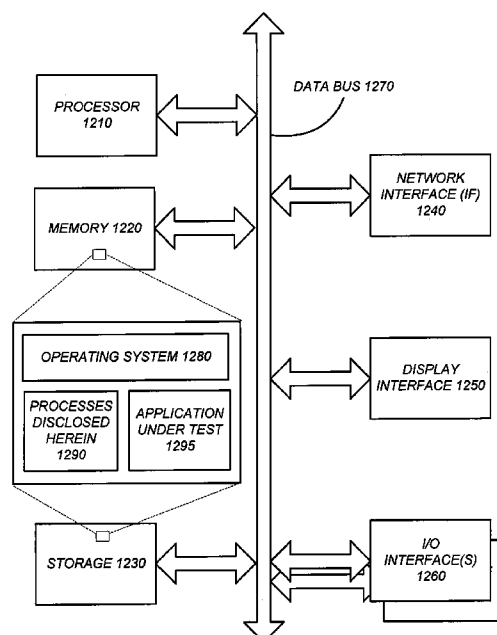 PROCESSOR
1210
DATA BUS 1270
NETWORK
INTERFACE (IF)
1240
MEMORY 1220
OPERATING SYSTEM 1280
PROCESSES
DISCLOSED
HEREIN
1290
APPLICATION
UNDER TEST
1295
DISPLAY
INTERFACE 1250
STORAGE 1230
I/O
INTERFACE(S)
1260